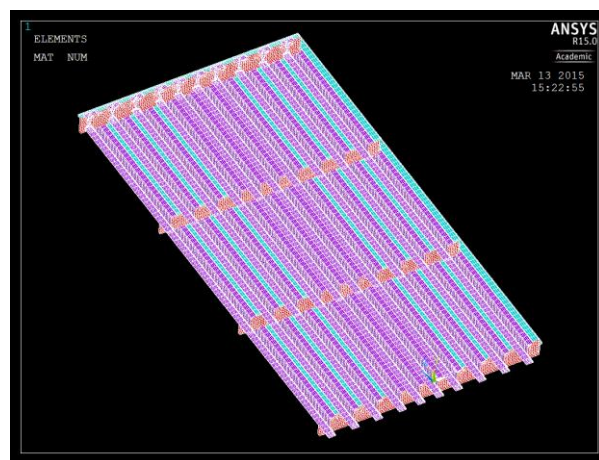 1
ELEMENTS
MAT NUM
ANSYS
R15.0
Academic
MAR 13 2015
15:22:55